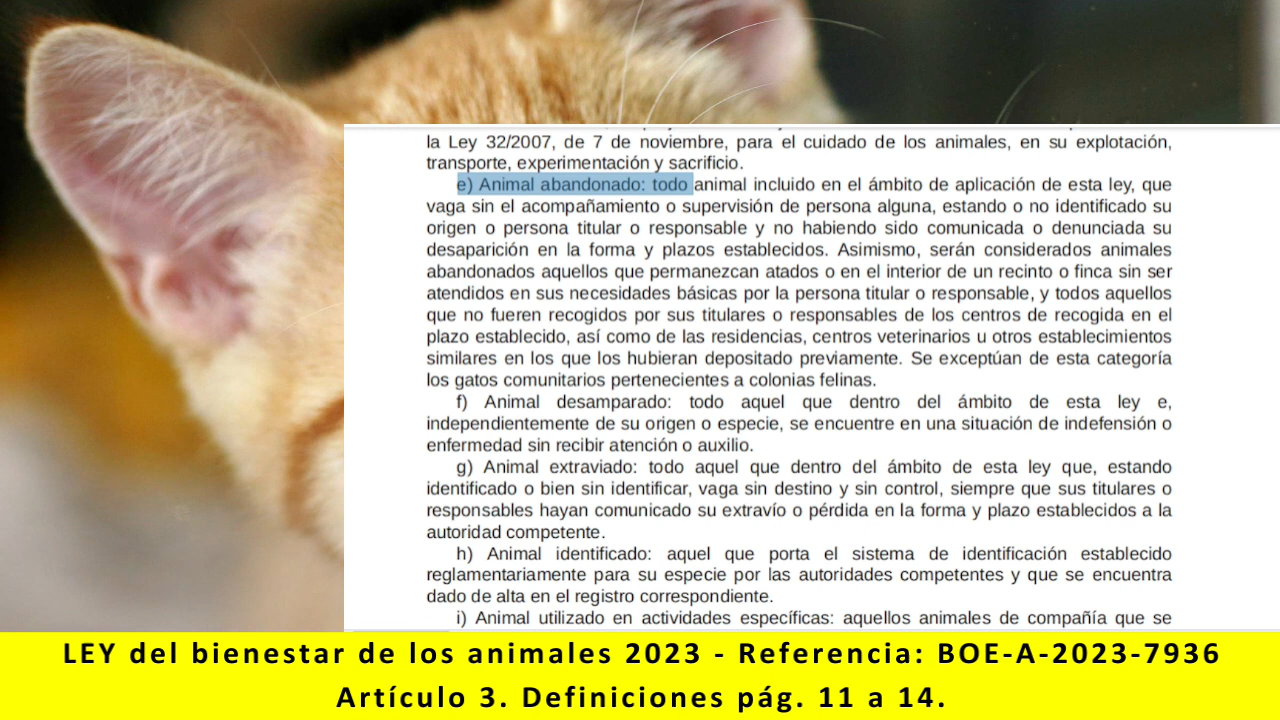 la Ley 32/2007, de 7 de noviembre, para el cuidado de los animales, en su explotación,
transporte, experimentación y sacrificio.
e) Animal abandonado: todo animal incluido en el ámbito de aplicación de esta ley, que
vaga sin el acompañamiento o supervisión de persona alguna, estando o no identificado su
origen o persona titular o responsable y no habiendo sido comunicada o denunciada su
desaparición en la forma y plazos establecidos. Asimismo, serán considerados animales
abandonados aquellos que permanezcan atados o en el interior de un recinto o finca sin ser
atendidos en sus necesidades básicas por la persona titular o responsable, y todos aquellos
que no fueren recogidos por sus titulares o responsables de los centros de recogida en el
plazo establecido, así como de las residencias, centros veterinarios u otros establecimientos
similares en los que los hubieran depositado previamente. Se exceptúan de esta categoría
los gatos comunitarios pertenecientes a colonias felinas.
f) Animal desamparado: todo aquel que dentro del ámbito de esta ley e,
independientemente de su origen o especie, se encuentre en una situación de indefensión o
enfermedad sin recibir atención o auxilio.
g) Animal extraviado: todo aquel que dentro del ámbito de esta ley que, estando
identificado o bien sin identificar, vaga sin destino y sin control, siempre que sus titulares o
responsables hayan comunicado su extravío o pérdida en la forma y plazo establecidos a la
autoridad competente.
h) Animal identificado: aquel que porta el sistema de identificación establecido
reglamentariamente para su especie por las autoridades competentes y que se encuentra
dado de alta en el registro correspondiente.
i) Animal utilizado en actividades específicas: aquellos animales de compañía que se
LEY del bienestar de los animales 2023 - Referencia: BOE-A-2023-7936
Artículo 3. Definiciones pág. 11 a 14.